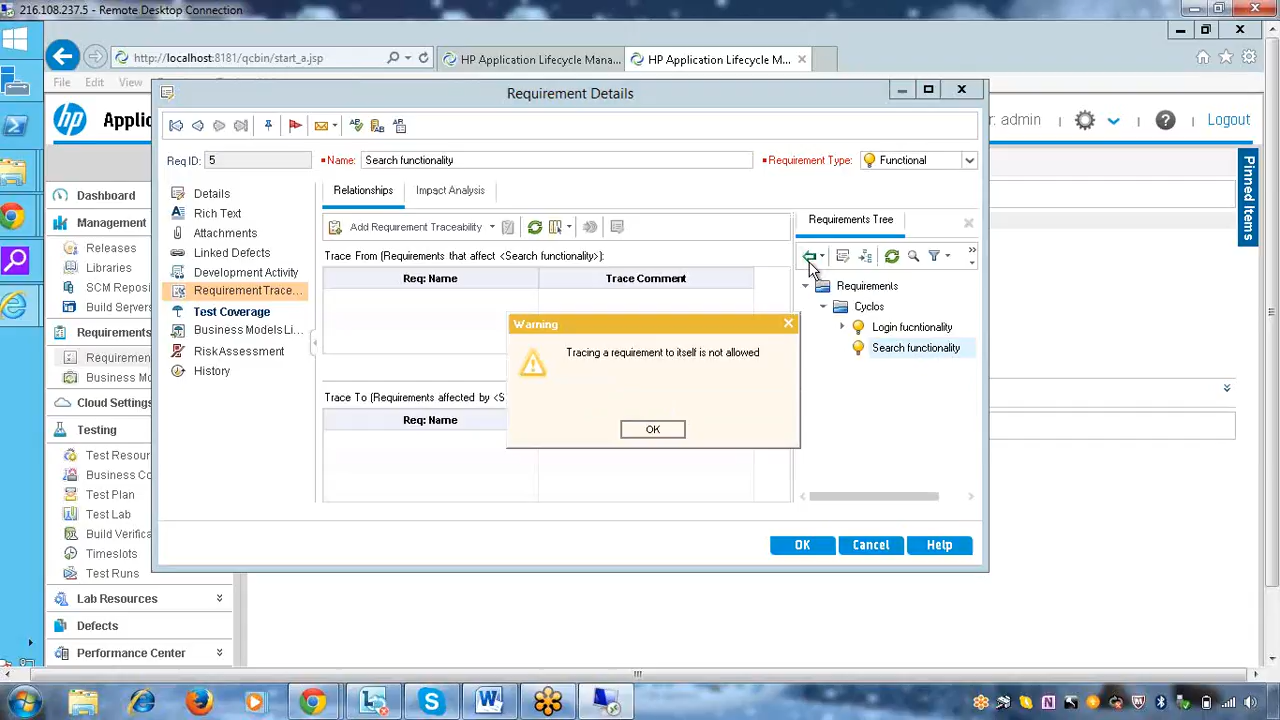 216.108.237.5 - Remote Desktop Connection
http://localhost:8181/qcbin/start_a.jsp
HP Application Lifecycle Mana...
HP Application Lifecycle M...
File
Edit
View
hp
Applic
Requirement Details
r: admin
Logout
Req ID:
5
Name:
Search functionality
Requirement Type:
Functional
Pinned Items
Dashboard
Management
Releases
Libraries
SCM Reposi
Build Servers
Requirements
Requiremen
Business Mo
Cloud Settings
Testing
Test Resour
Business Co
Test Plan
Test Lab
Build Verifica
Timeslots
Test Runs
Lab Resources
Defects
Performance Center
Details
Rich Text
Attachments
Linked Defects
Development Activity
Requirement Trace...
Test Coverage
Business Models Li...
Risk Assessment
History
Relationships
Impact Analysis
Add Requirement Traceability
Trace From (Requirements that affect <Search functionality>):
Req: Name
Trace Comment
Trace To (Requirements affected by <S
Req: Name
Requirements Tree
Requirements
Cyclos
Login fucntionality
Search functionality
Warning
Tracing a requirement to itself is not allowed
OK
OK
Cancel
Help